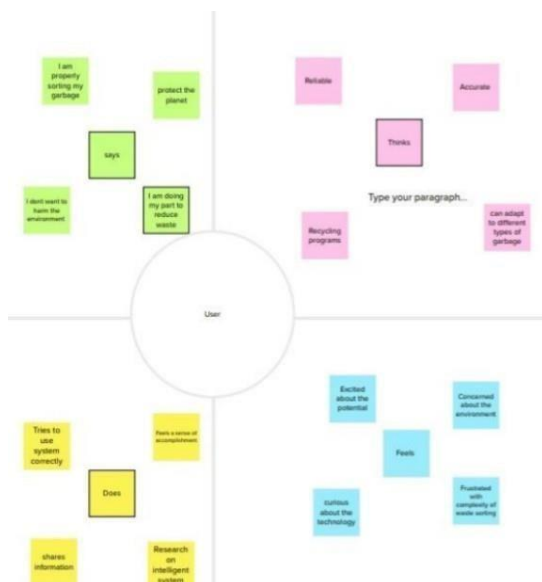 I am
properly
sorting my
garbage
protect the
planet
says
I dont want to
harm the
environment
I am doing
my part to
reduce
waste
Reliable
Accurate
Thinks
Type your paragraph...
Recycling
programs
can adapt
to different
types of
garbage
User
Tries to
use
system
correctly
Feels a sense of
accomplishment
Does
shares
information
Research
on
intelligent
system
Excited
about the
potential
Concerned
about the
environment
Feels
curious
about the
technology
Frustrated
with
complexity of
waste sorting